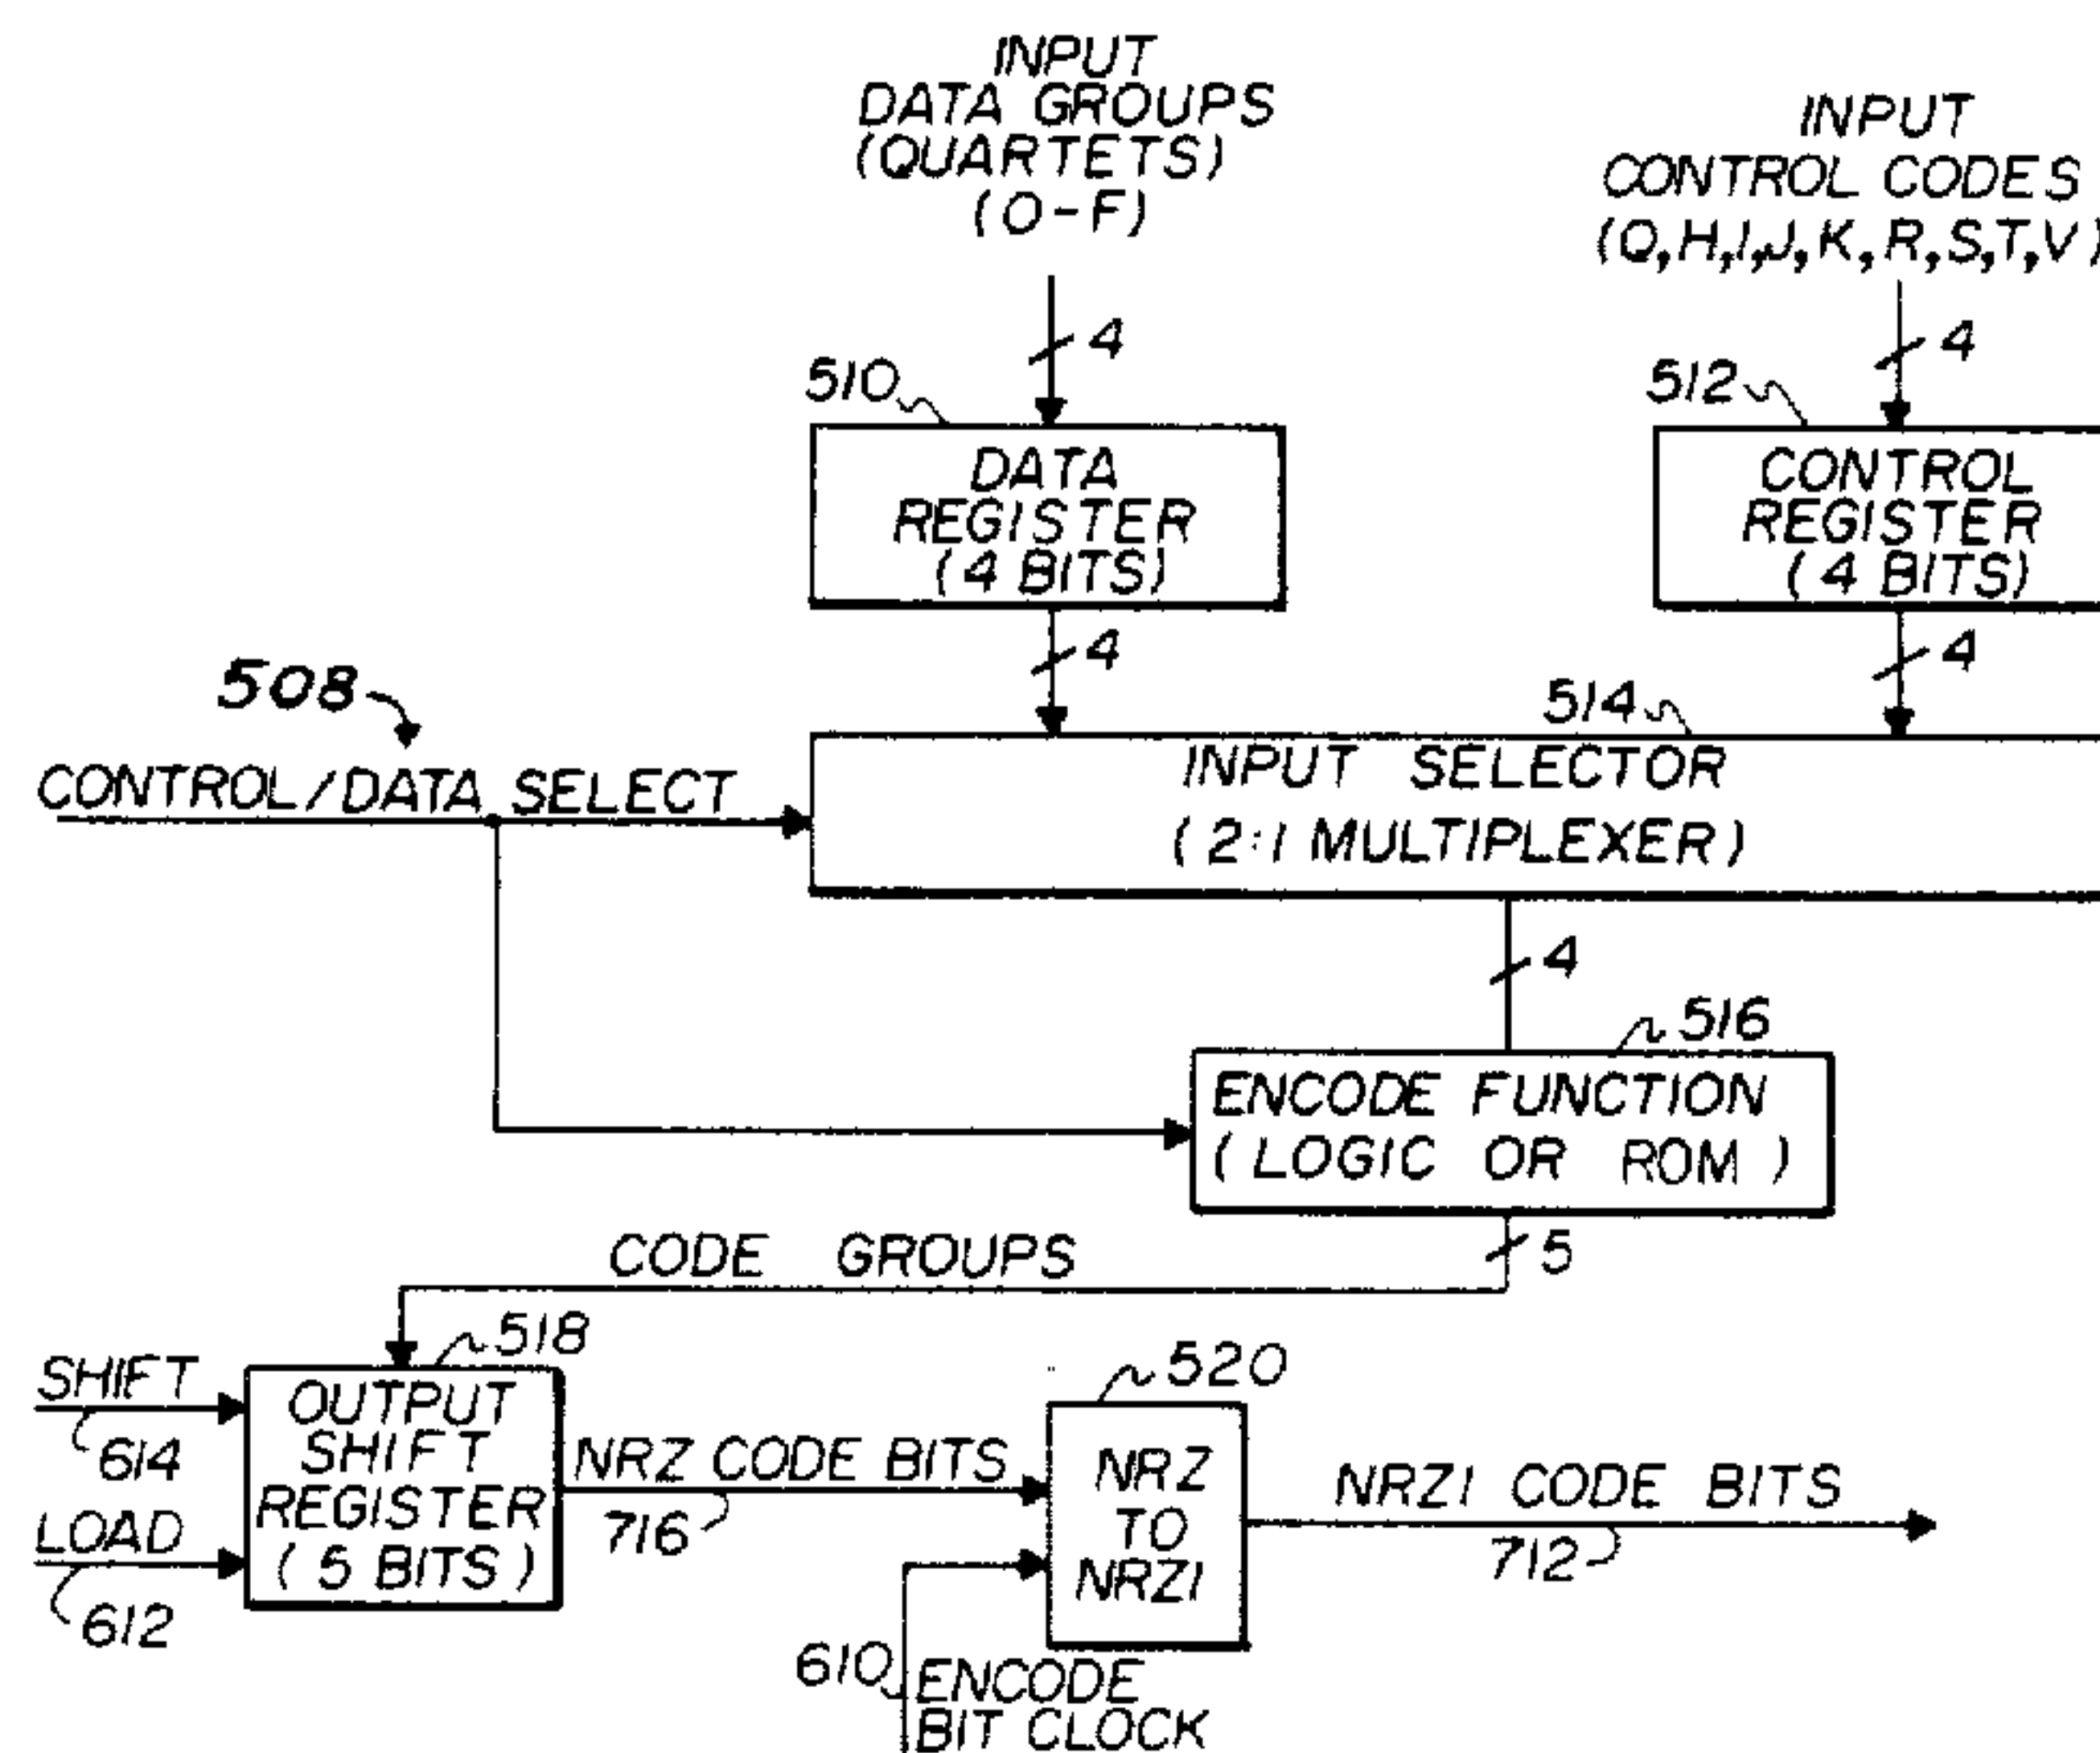 INPUT
DATA GROUPS
(QUARTETS)
(0-F)
INPUT
CONTROL CODES
(Q,H,I,J,K,R,S,T,V)
4
4
510
512
DATA
REGISTER
(4 BITS)
CONTROL
REGISTER
(4 BITS)
4
4
508
514
CONTROL/DATA SELECT
INPUT SELECTOR
(2:1 MULTIPLEXER)
4
516
ENCODE FUNCTION
(LOGIC OR ROM)
5
CODE GROUPS
518
520
SHIFT
614
LOAD
612
OUTPUT
SHIFT
REGISTER
(5 BITS)
NRZ CODE BITS
716
NRZ
TO
NRZI
NRZI CODE BITS
712
610
ENCODE
BIT CLOCK